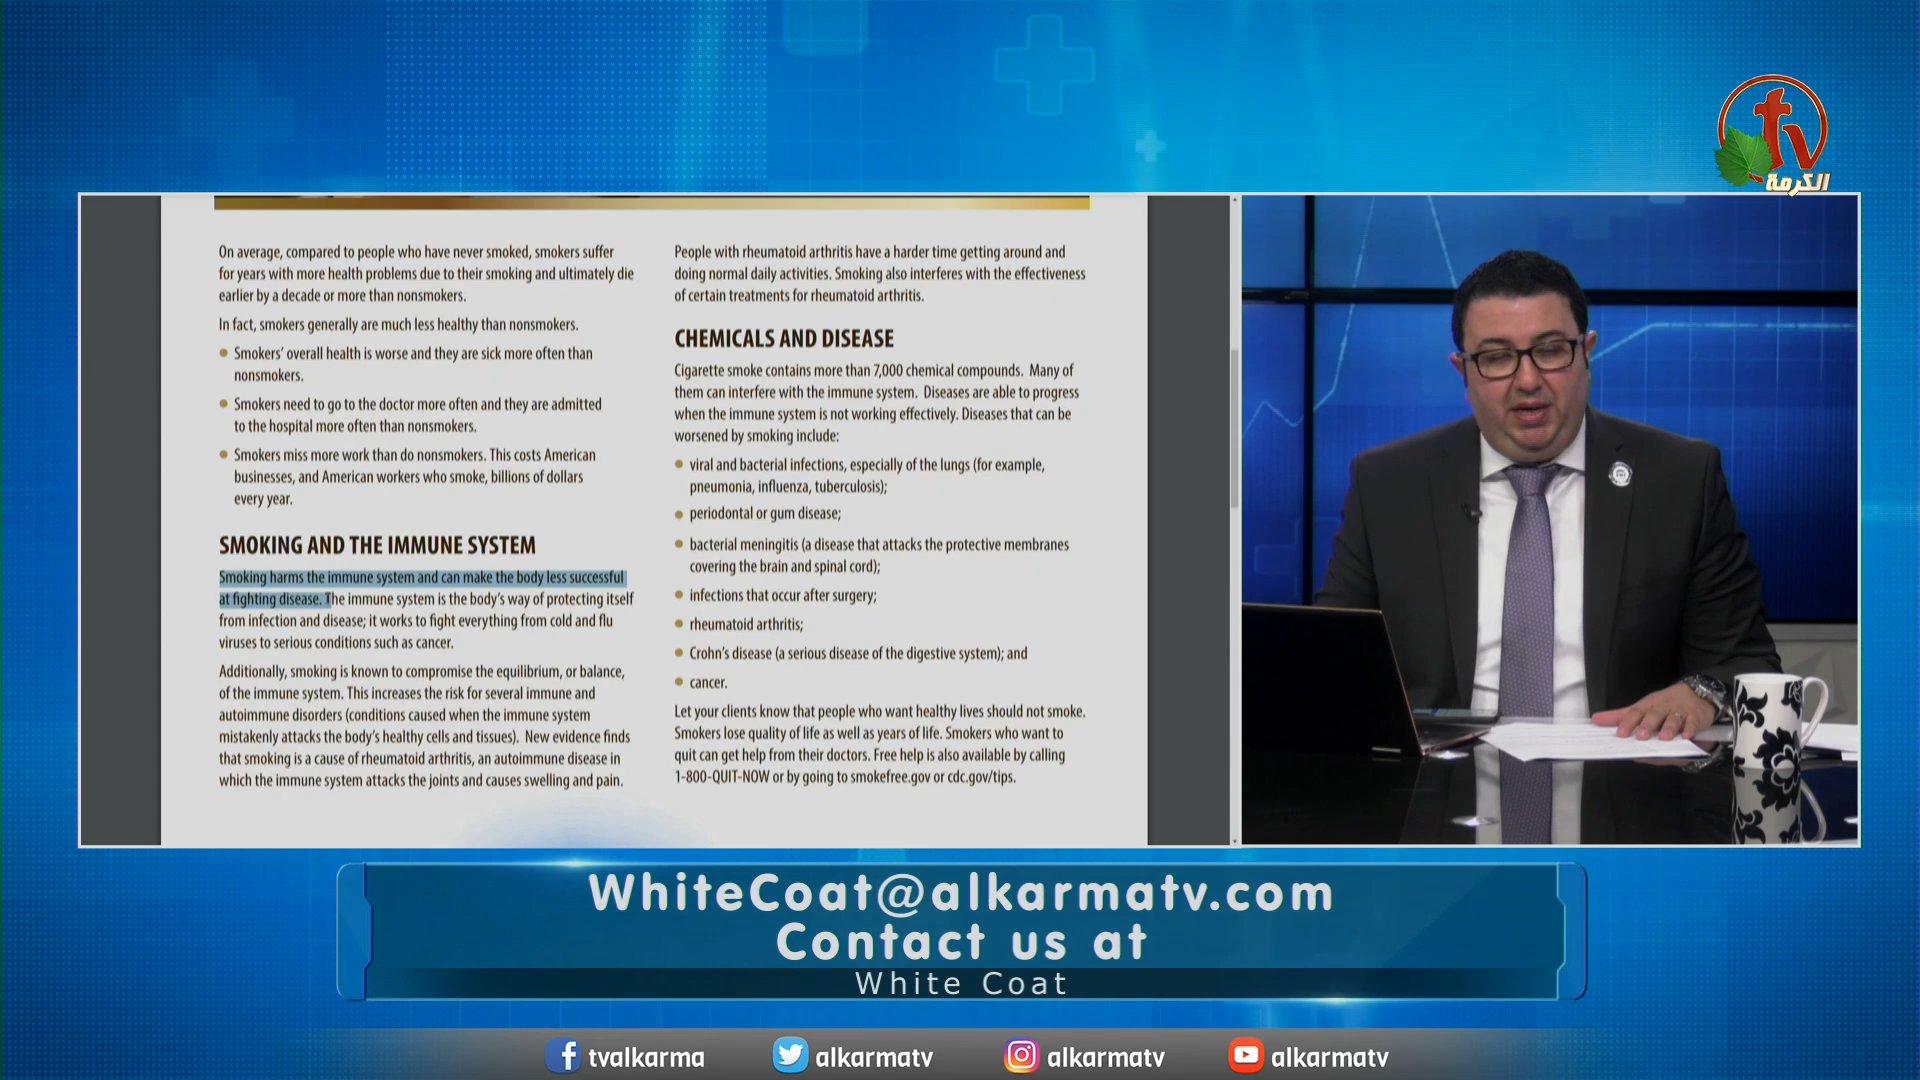 tv
الكرمة
On average, compared to people who have never smoked, smokers suffer
for years with more health problems due to their smoking and ultimately die
earlier by a decade or more than nonsmokers.
In fact, smokers generally are much less healthy than nonsmokers.
Smokers' overall health is worse and they are sick more often than
nonsmokers.
Smokers need to go to the doctor more often and they are admitted
to the hospital more often than nonsmokers.
Smokers miss more work than do nonsmokers. This costs American
businesses, and American workers who smoke, billions of dollars
every year.
SMOKING AND THE IMMUNE SYSTEM
Smoking harms the immune system and can make the body less successful
at fighting disease. The immune system is the body's way of protecting itself
from infection and disease; it works to fight everything from cold and flu
viruses to serious conditions such as cancer.
Additionally, smoking is known to compromise the equilibrium, or balance,
of the immune system. This increases the risk for several immune and
autoimmune disorders (conditions caused when the immune system
mistakenly attacks the body's healthy cells and tissues). New evidence finds
that smoking is a cause of rheumatoid arthritis, an autoimmune disease in
which the immune system attacks the joints and causes swelling and pain.
People with rheumatoid arthritis have a harder time getting around and
doing normal daily activities. Smoking also interferes with the effectiveness
of certain treatments for rheumatoid arthritis.
CHEMICALS AND DISEASE
Cigarette smoke contains more than 7,000 chemical compounds. Many of
them can interfere with the immune system. Diseases are able to progress
when the immune system is not working effectively. Diseases that can be
worsened by smoking include:
viral and bacterial infections, especially of the lungs (for example,
pneumonia, influenza, tuberculosis);
periodontal or gum disease;
bacterial meningitis (a disease that attacks the protective membranes
covering the brain and spinal cord);
infections that occur after surgery;
rheumatoid arthritis;
Crohn's disease (a serious disease of the digestive system); and
cancer.
Let your clients know that people who want healthy lives should not smoke.
Smokers lose quality of life as well as years of life. Smokers who want to
quit can get help from their doctors. Free help is also available by calling
1-800-QUIT-NOW or by going to smokefree.gov or cdc.gov/tips.
WhiteCoat@alkarmatv.com
Contact us at
White Coat
tvalkarma
alkarmatv
alkarmatv
alkarmatv